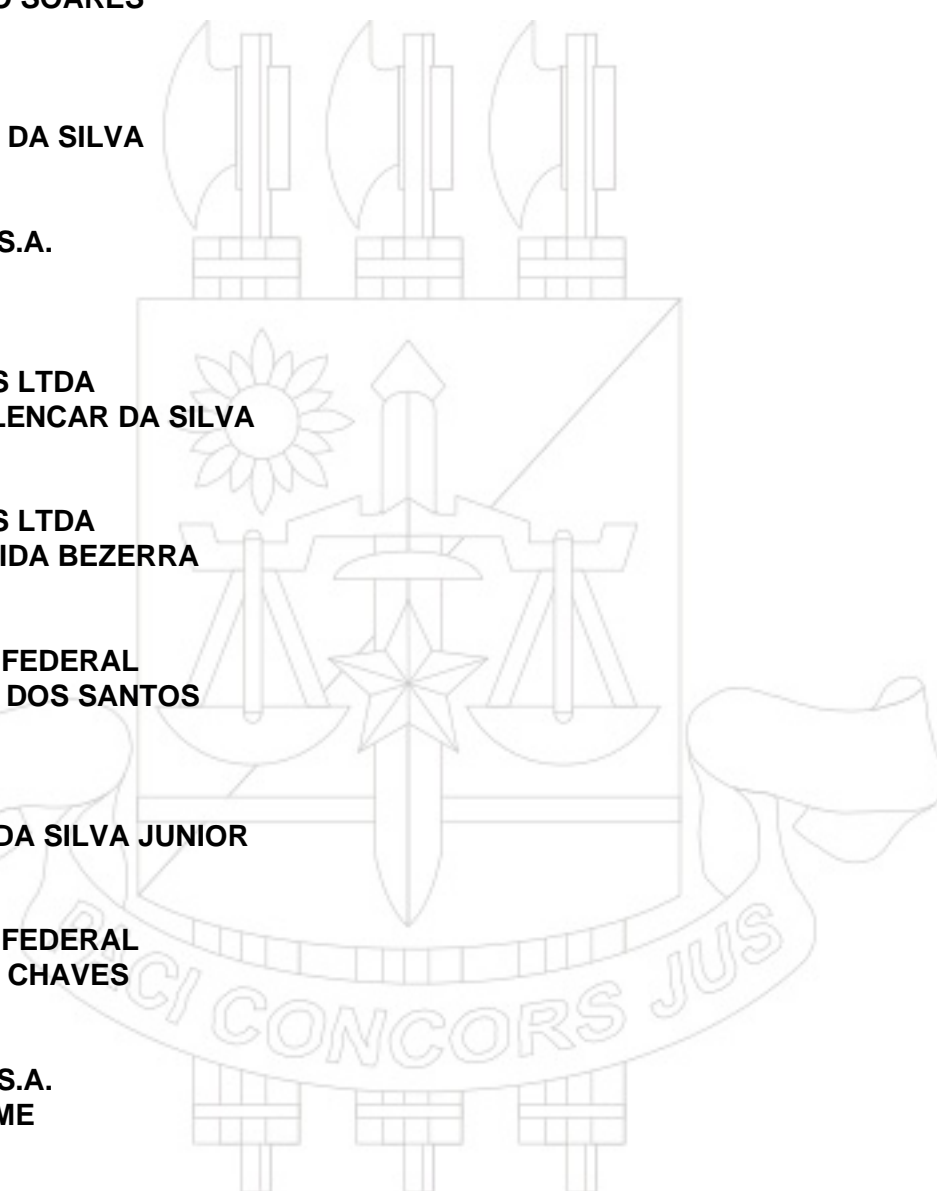 SOARES
DA SILVA
S.A.
S LTDA
LENCAR DA SILVA
S LTDA
IDA BEZERRA
FEDERAL
DOS SANTOS
DA SILVA JUNIOR
FEDERAL
CHAVES
PACI CONCORS JUS
S.A.
ME